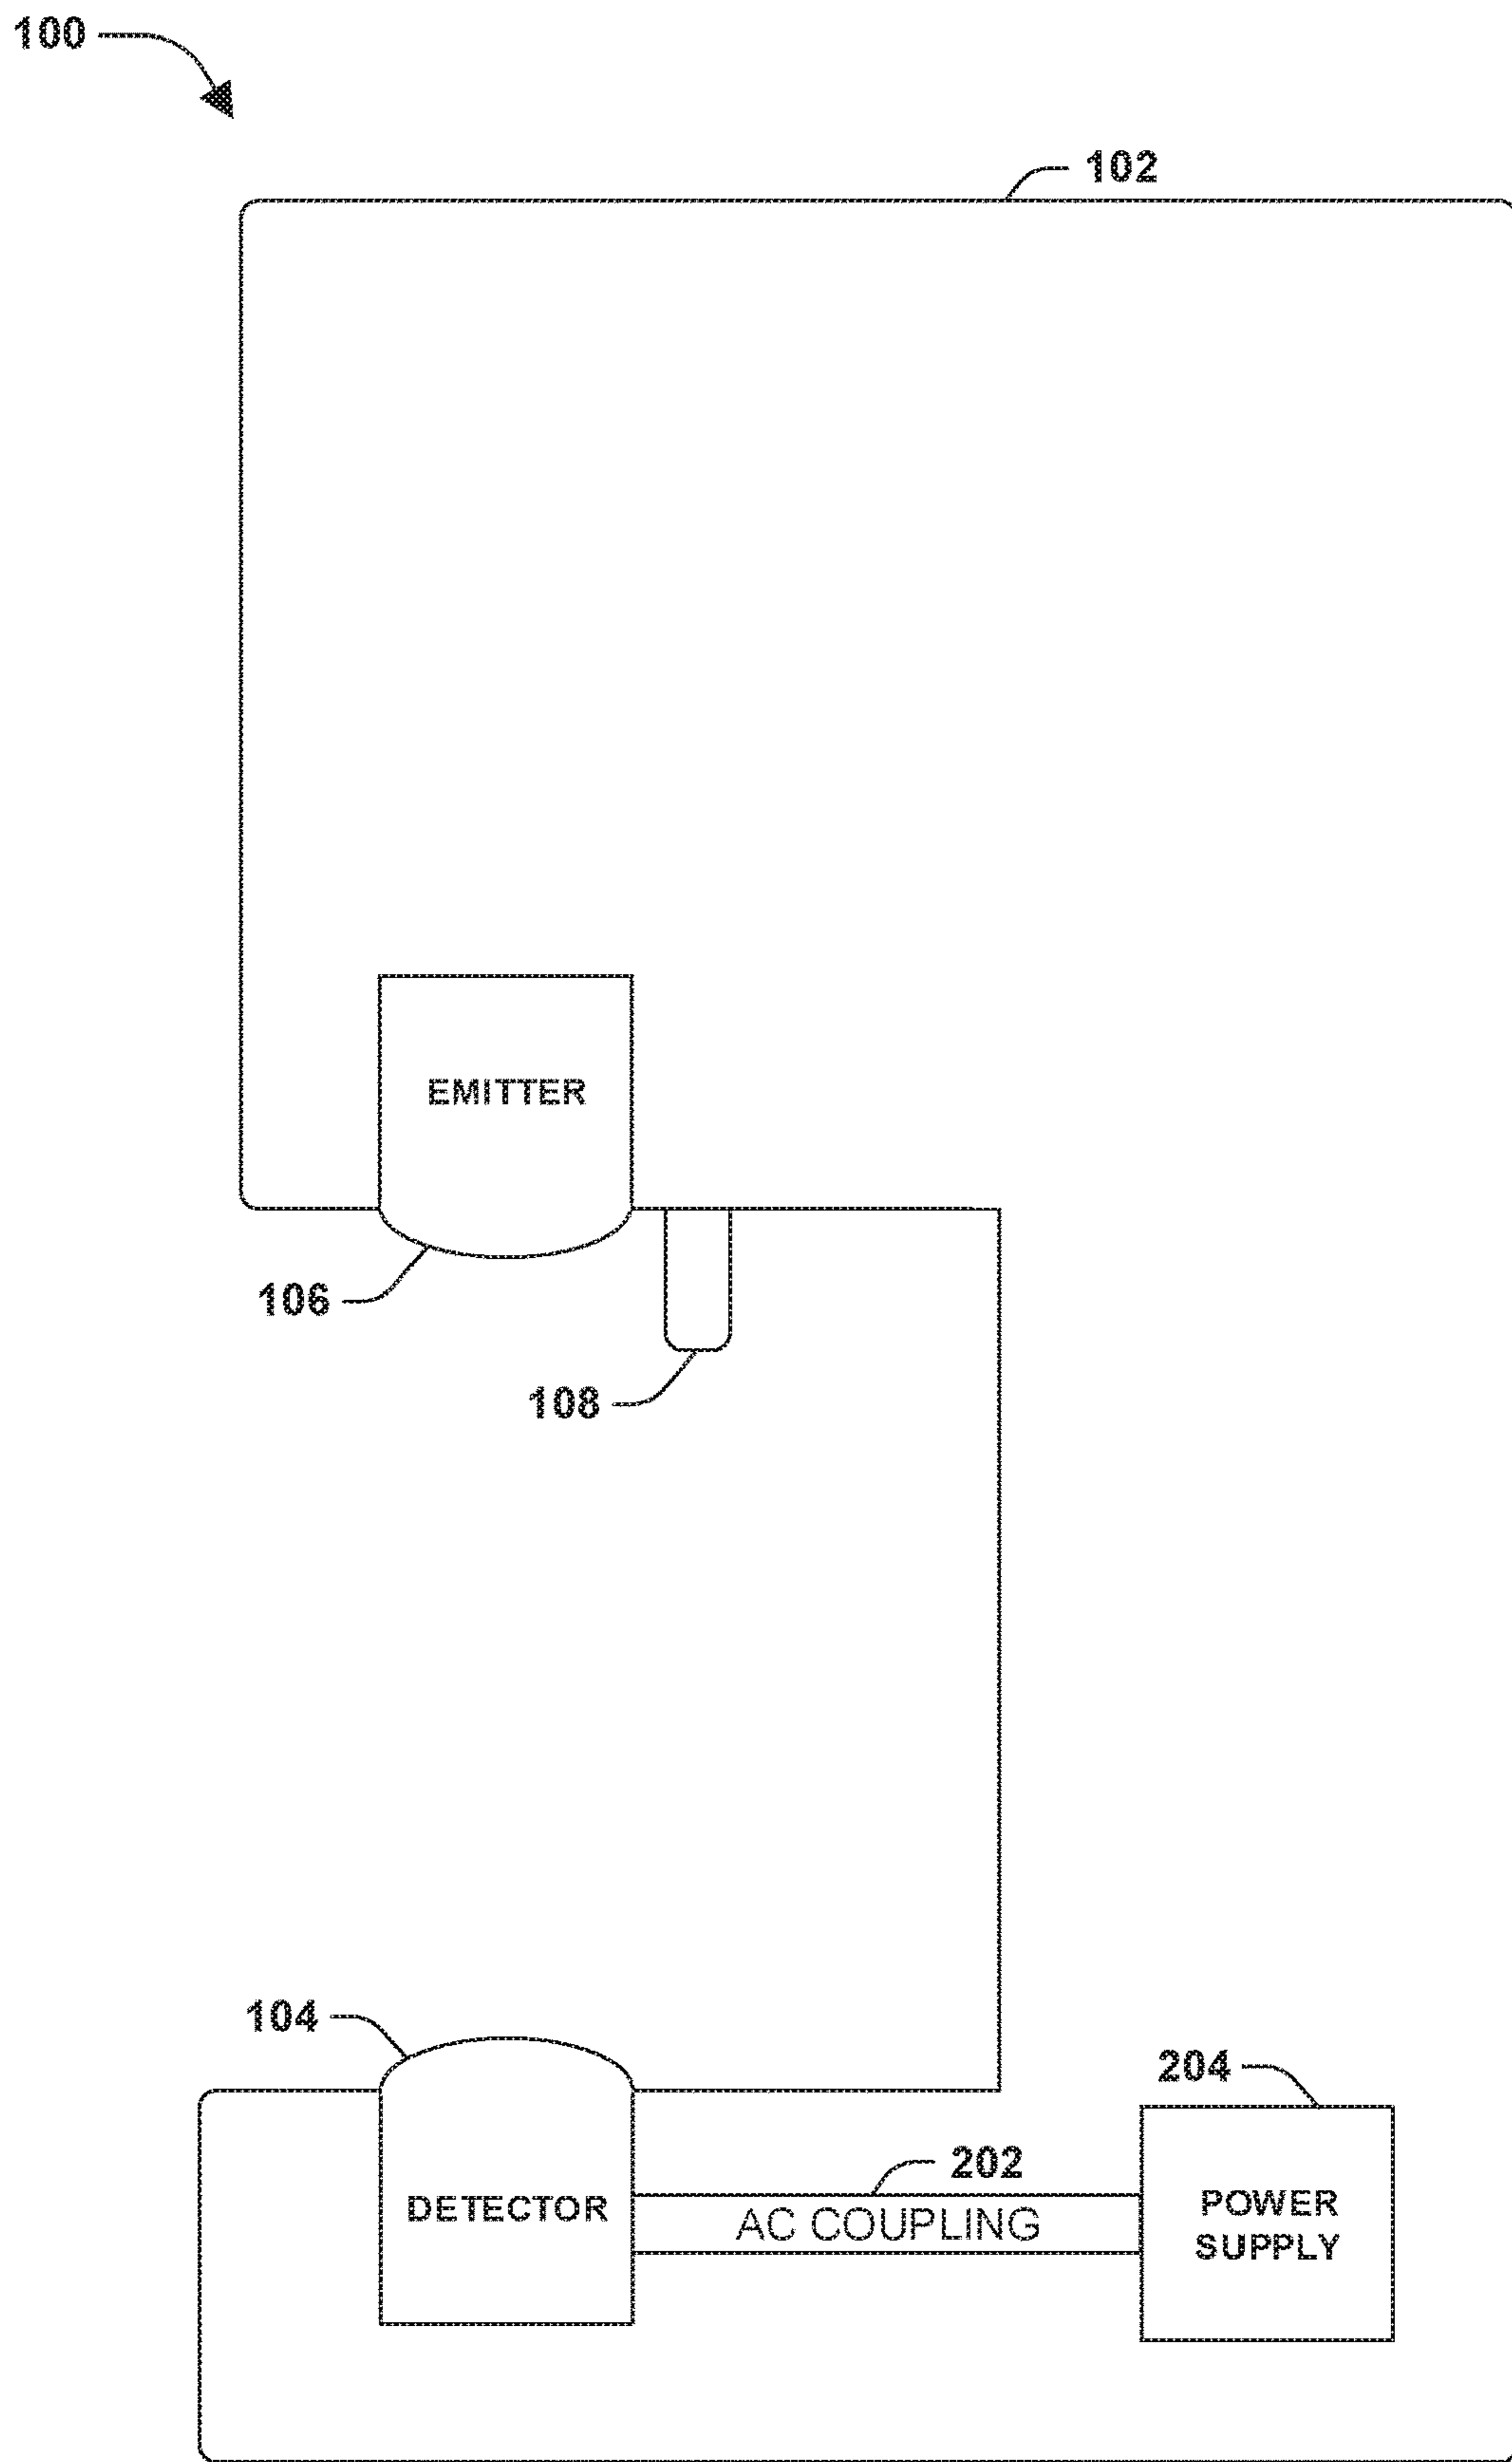 100
102
EMITTER
106
108
104
204
202
DETECTOR
AC COUPLING
POWER
SUPPLY